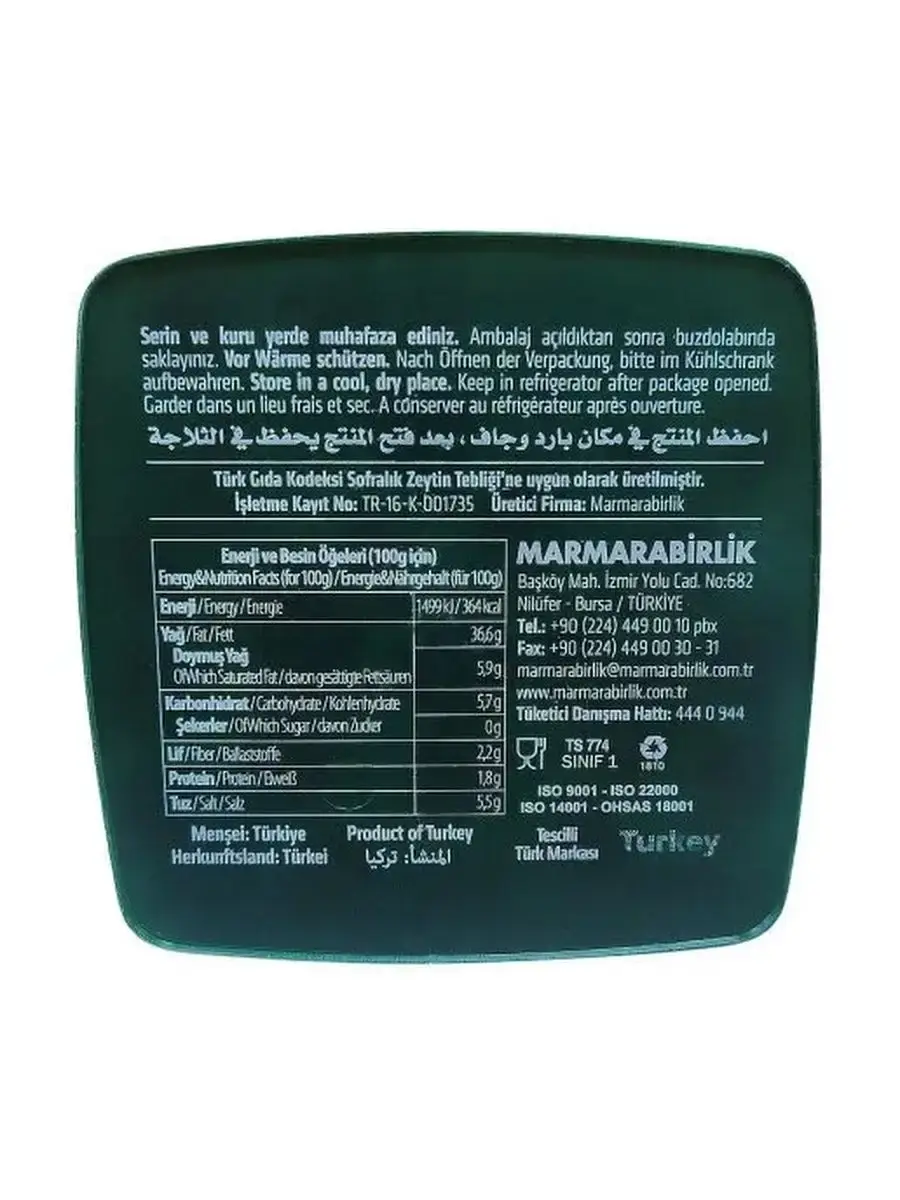 Serin ve kuru yerde muhafaza ediniz. Ambalaj açıldıktan sonra buzdolabında
saklayınız. Vor Wärme schützen. Nach Öffnen der Verpackung, bitte im Kühlschrank
aufbewahren. Store in a cool, dry place. Keep in refrigerator after package opened.
Garder dans un lieu frais et sec. A conserver au réfrigérateur après ouverture.
احفظ المنتج في مكان بارد وجاف، بعد فتح المنتج يحفظ في الثلاجة
Türk Gıda Kodeksi Sofralık Zeytin Tebliği'ne uygun olarak üretilmiştir.
İşletme Kayıt No: TR-16-K-001735 Üretici Firma: Marmarabirlik
Enerji ve Besin Öğeleri (100g için)
Energy&Nutrition Facts (for 100g) / Energie&Nährgehalt (für 100g)
Enerji / Energy / Energie 1499 kJ / 364 kcal
Yağ / Fat / Fett 36,6g
Doymuş Yağ
Of Which Saturated Fat / davon gesättigte Fettsäuren 5,9g
Karbonhidrat / Carbohydrate / Kohlenhydrate 5,7g
Şekerler / Of Which Sugar / davon Zucker 0g
Lif / Fiber / Ballaststoffe 2,2g
Protein / Protein / Eiweiß 1,8g
Tuz / Salt / Salz 5,5g
MARMARABİRLİK
Başköy Mah. İzmir Yolu Cad. No:682
Nilüfer - Bursa / TÜRKİYE
Tel.: +90 (224) 449 00 10 pbx
Fax: +90 (224) 449 00 30 - 31
marmarabirlik@marmarabirlik.com.tr
www.marmarabirlik.com.tr
Tüketici Danışma Hattı: 444 0 944
TS 774
SINIF 1
1810
ISO 9001 - ISO 22000
ISO 14001 - OHSAS 18001
Menşei: Türkiye Product of Turkey
Herkunftsland: Türkei المنشأ: تركيا
Tescilli
Türk Markası
Turkey